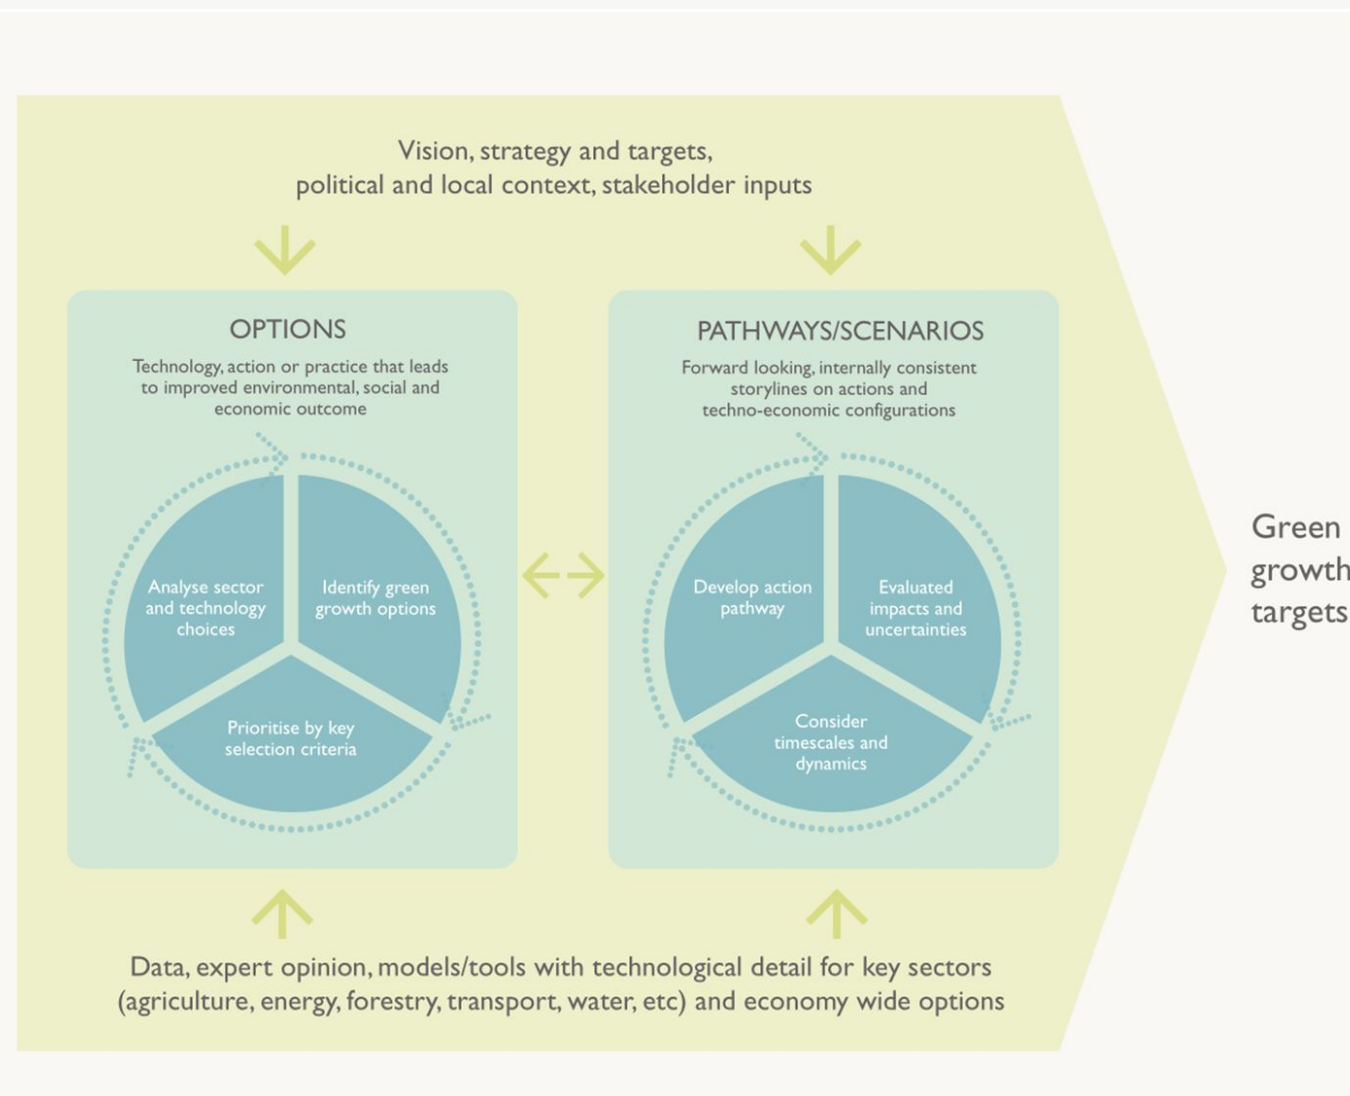 Vision, strategy and targets,
political and local context, stakeholder inputs
OPTIONS
Technology, action or practice that leads
to improved environmental, social and
economic outcome
Analyse sector
and technology
choices
Identify green
growth options
Prioritise by key
selection criteria
PATHWAYS/SCENARIOS
Forward looking, internally consistent
storylines on actions and
techno-economic configurations
Develop action
pathway
Evaluated
impacts and
uncertainties
Consider
timescales and
dynamics
Data, expert opinion, models/tools with technological detail for key sectors
(agriculture, energy, forestry, transport, water, etc) and economy wide options
Green
growth
targets